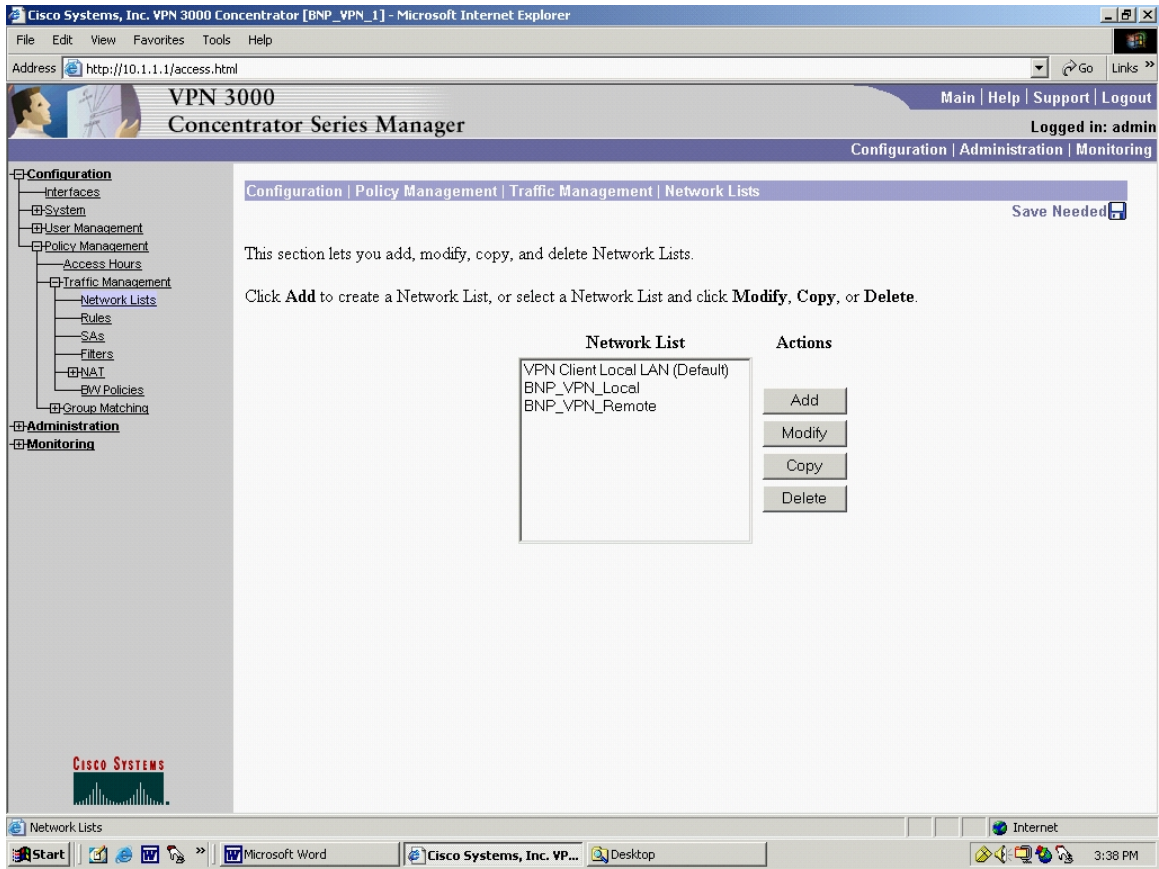 Cisco Systems, Inc. VPN 3000 Concentrator [BNP_VPN_1] - Microsoft Internet Explorer
File Edit View Favorites Tools Help
Address http://10.1.1.1/access.html Go Links »
VPN 3000
Concentrator Series Manager
Main | Help | Support | Logout
Logged in: admin
Configuration | Administration | Monitoring
Configuration
Interfaces
System
User Management
Policy Management
Access Hours
Traffic Management
Network Lists
Rules
SAs
Filters
NAT
BW Policies
Group Matching
Administration
Monitoring
CISCO SYSTEMS
Configuration | Policy Management | Traffic Management | Network Lists
Save Needed
This section lets you add, modify, copy, and delete Network Lists.
Click Add to create a Network List, or select a Network List and click Modify, Copy, or Delete.
Network List Actions
VPN Client Local LAN (Default)
BNP_VPN_Local
BNP_VPN_Remote
Add
Modify
Copy
Delete
Network Lists Internet
Start » Microsoft Word Cisco Systems, Inc. VP... Desktop 3:38 PM